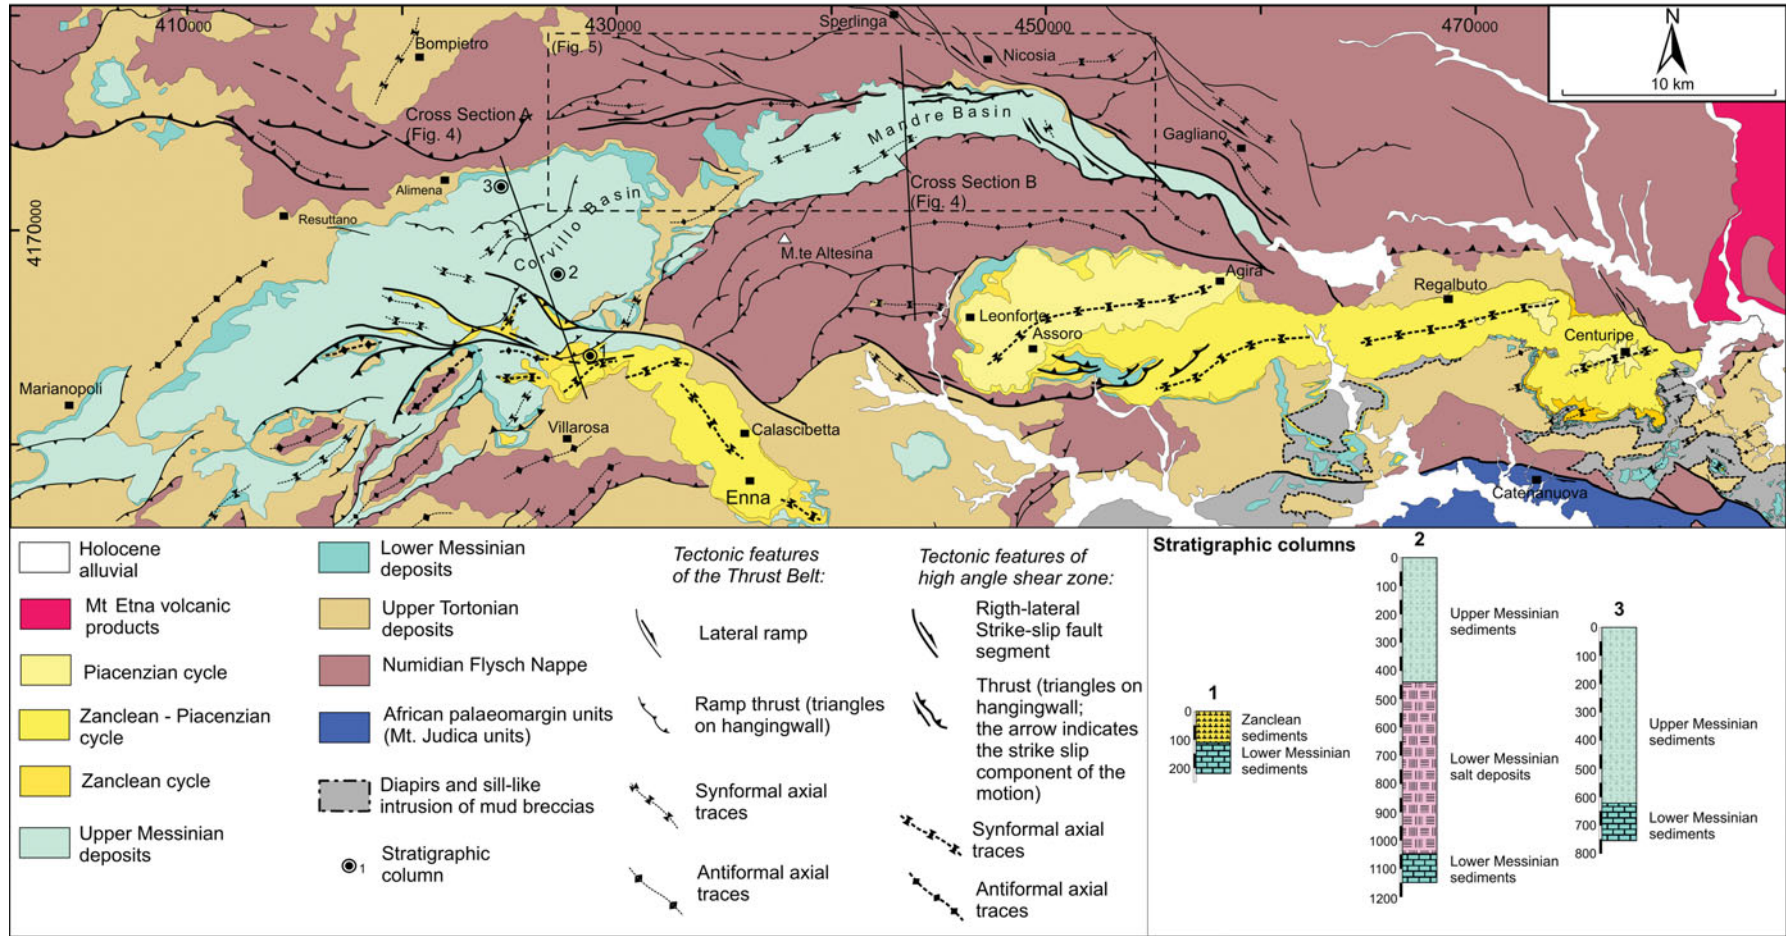 410000
430000
450000
470000
4170000
Sperlinga
Bompietro
(Fig. 5)
Nicosia
N
10 km
Cross Section A
(Fig. 4)
Mandre Basin
Gagliano
Alimena
3
Cross Section B
(Fig. 4)
Resuttano
Corvillo Basin
M.te Altesina
2
Agira
Regalbuto
Leonforte
Assoro
Centuripe
1
Marianopoli
Villarosa
Calascibetta
Enna
Catenanuova
Holocene
alluvial
Mt Etna volcanic
products
Piacenzian cycle
Zanclean - Piacenzian
cycle
Zanclean cycle
Upper Messinian
deposits
Lower Messinian
deposits
Upper Tortonian
deposits
Numidian Flysch Nappe
African palaeomargin units
(Mt. Judica units)
Diapirs and sill-like
intrusion of mud breccias
1
Stratigraphic
column
Tectonic features
of the Thrust Belt:
Lateral ramp
Ramp thrust (triangles
on hangingwall)
Synformal axial
traces
Antiformal axial
traces
Tectonic features of
high angle shear zone:
Rigth-lateral
Strike-slip fault
segment
Thrust (triangles on
hangingwall;
the arrow indicates
the strike slip
component of the
motion)
Synformal axial
traces
Antiformal axial
traces
Stratigraphic columns
1
0
100
200
Zanclean
sediments
Lower Messinian
sediments
2
0
100
200
300
400
500
600
700
800
900
1000
1100
1200
Upper Messinian
sediments
Lower Messinian
salt deposits
Lower Messinian
sediments
3
0
100
200
300
400
500
600
700
800
Upper Messinian
sediments
Lower Messinian
sediments